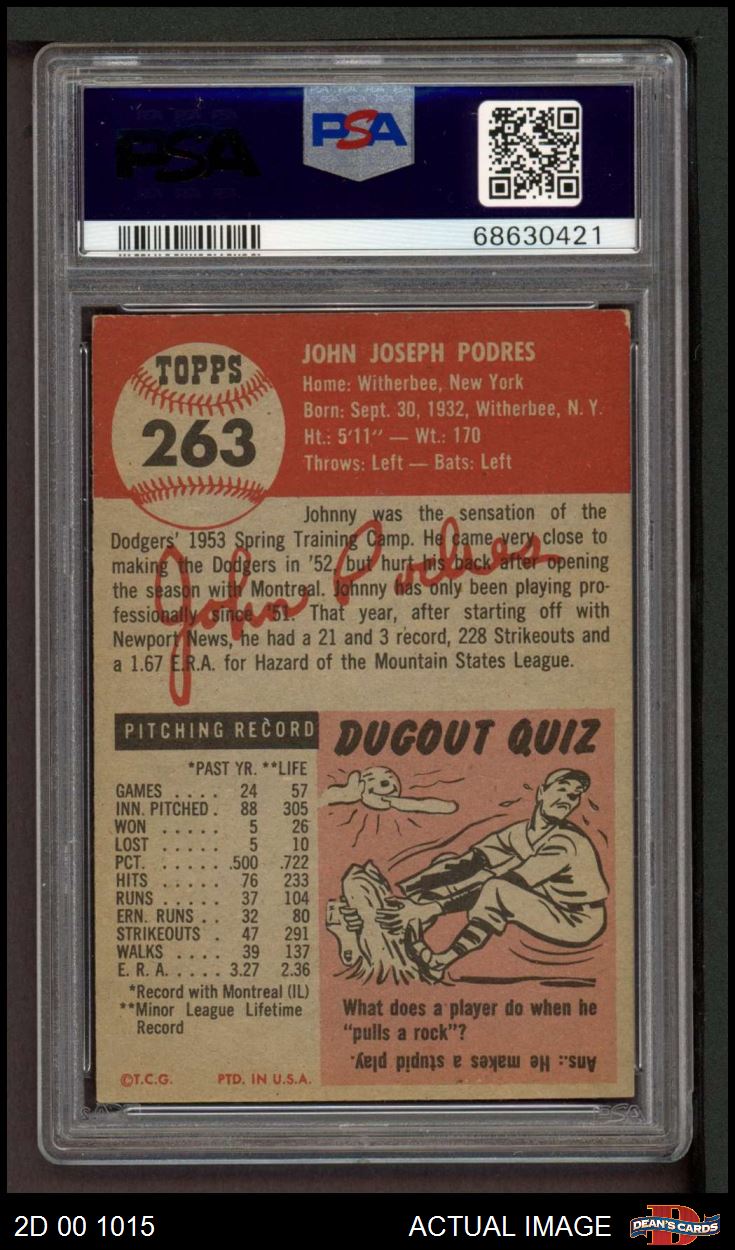 PSA
PSA
68630421
TOPPS
263
JOHN JOSEPH PODRES
Home: Witherbee, New York
Born: Sept. 30, 1932, Witherbee, N. Y.
Ht.: 5'11" — Wt.: 170
Throws: Left — Bats: Left
Johnny was the sensation of the
Dodgers' 1953 Spring Training Camp. He came very close to
making the Dodgers in '52, but hurt his back after opening
the season with Montreal. Johnny has only been playing pro-
fessionally since '51. That year, after starting off with
Newport News, he had a 21 and 3 record, 228 Strikeouts and
a 1.67 E.R.A. for Hazard of the Mountain States League.
John Podres
PITCHING RECORD
*PAST YR. **LIFE
GAMES . . . . 24 57
INN. PITCHED . 88 305
WON . . . . . 5 26
LOST . . . . . 5 10
PCT. . . . . . .500 .722
HITS . . . . . 76 233
RUNS . . . . 37 104
ERN. RUNS . . 32 80
STRIKEOUTS . 47 291
WALKS . . . . 39 137
E. R. A. . . . . . 3.27 2.36
*Record with Montreal (IL)
**Minor League Lifetime
Record
©T.C.G. PTD. IN U.S.A.
DUGOUT QUIZ
What does a player do when he
"pulls a rock"?
Ans.: He makes a stupid play.
2D 00 1015
ACTUAL IMAGE
DEAN'S CARDS